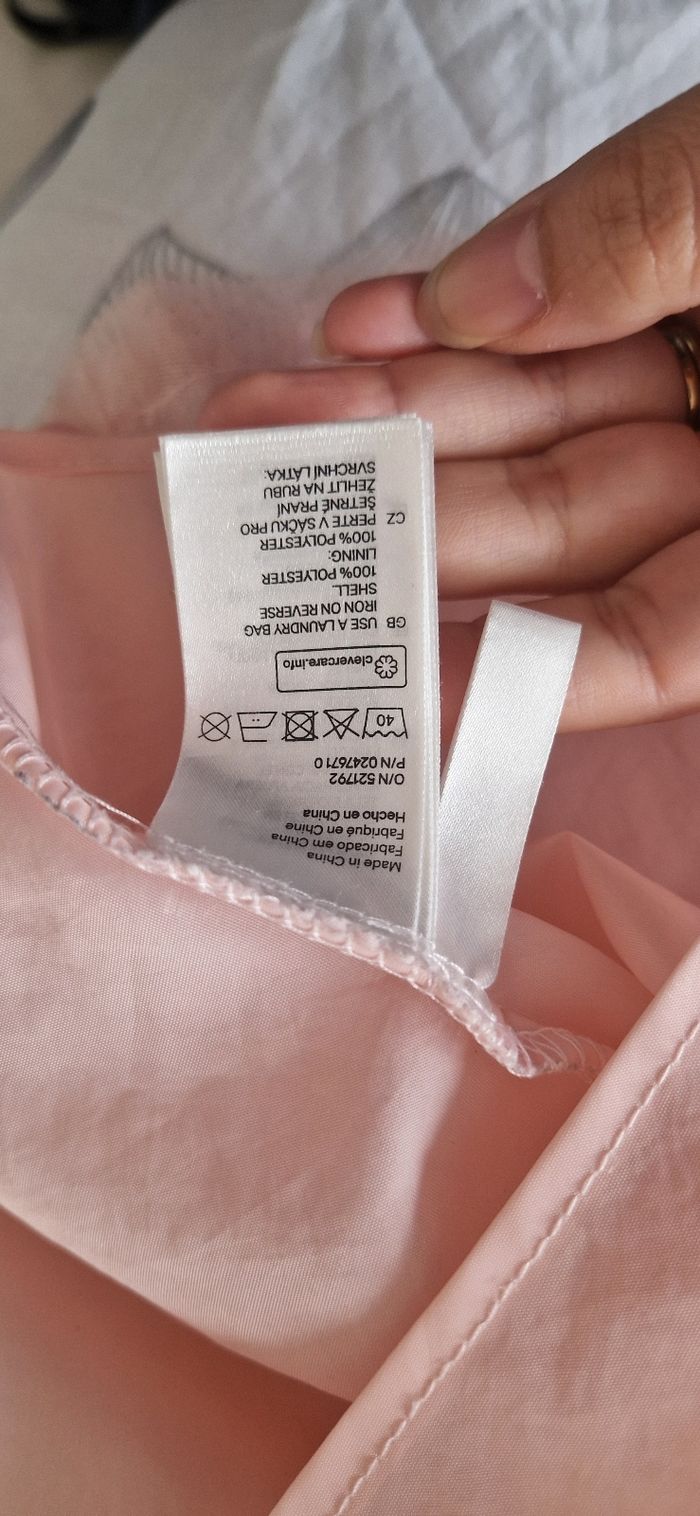 Made in China
Fabricado em China
Fabriqué en Chine
Hecho en China
O/N 521792
P/N 0247671 0
40
clevercare.info
GB USE A LAUNDRY BAG
IRON ON REVERSE
SHELL:
100% POLYESTER
LINING:
100% POLYESTER
CZ PERTE V SÁČKU PRO
ŠETRNÉ PRANÍ
ŽEHLIT NA RUBU
SVRCHNÍ LÁTKA: